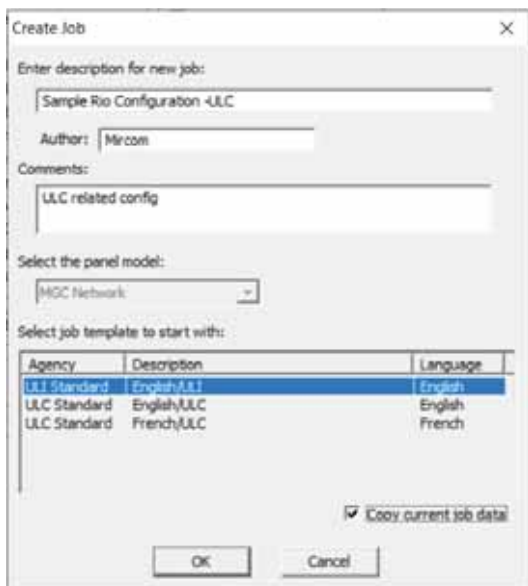 Create Job
Enter description for new job:
Sample Rio Configuration -ULC
Author: Mircom
Comments:
ULC related config
Select the panel model:
MGC Network
Select job template to start with:
Agency Description Language
ULI Standard English/ULI English
ULC Standard English/ULC English
ULC Standard French/ULC French
Copy current job data
OK Cancel